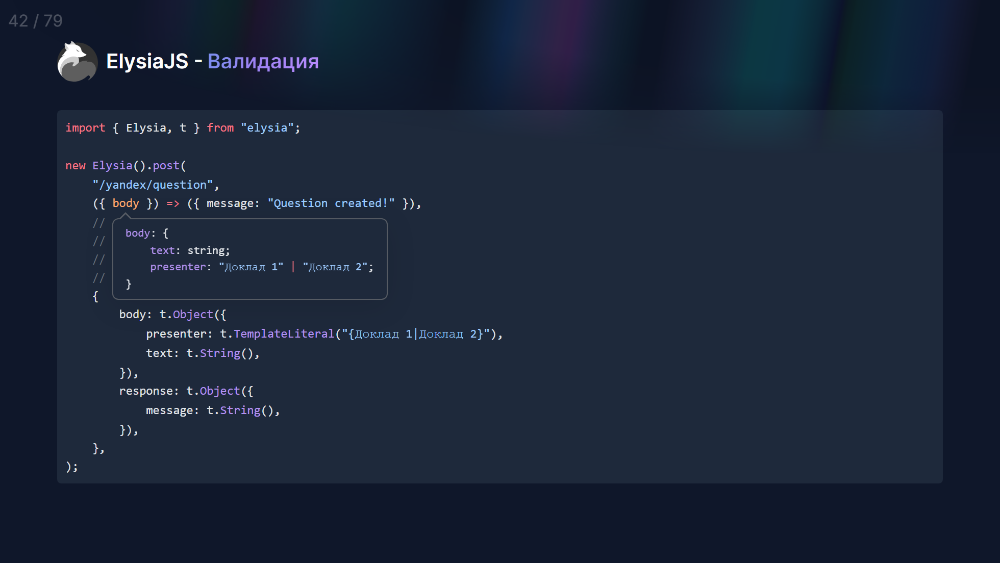 42 / 79
ElysiaJS - Валидация
import { Elysia, t } from "elysia";
new Elysia().post(
"/yandex/question",
({ body }) => ({ message: "Question created!" }),
//
//
//
//
body: {
text: string;
presenter: "Доклад 1" | "Доклад 2";
}
{
body: t.Object({
presenter: t.TemplateLiteral("{Доклад 1|Доклад 2}"),
text: t.String(),
}),
response: t.Object({
message: t.String(),
}),
},
);